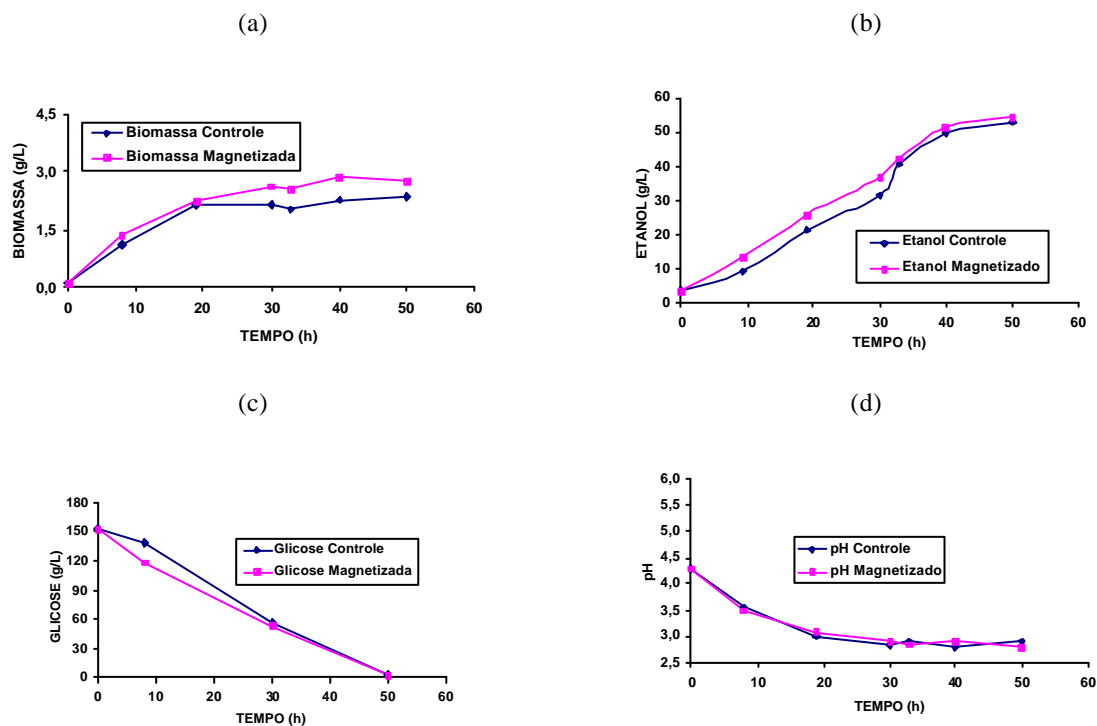 (a)
4,5
3,0
1,5
0,0
BIOMASSA (g/L)
Biomassa Controle
Biomassa Magnetizada
0 10 20 30 40 50 60
TEMPO (h)
(b)
60
50
40
30
20
10
0
ETANOL (g/L)
Etanol Controle
Etanol Magnetizado
0 10 20 30 40 50 60
TEMPO (h)
(c)
180
150
120
90
60
30
0
GLICOSE (g/L)
Glicose Controle
Glicose Magnetizada
0 10 20 30 40 50 60
TEMPO (h)
(d)
6,0
5,5
5,0
4,5
4,0
3,5
3,0
2,5
pH
pH Controle
pH Magnetizado
0 10 20 30 40 50 60
TEMPO (h)